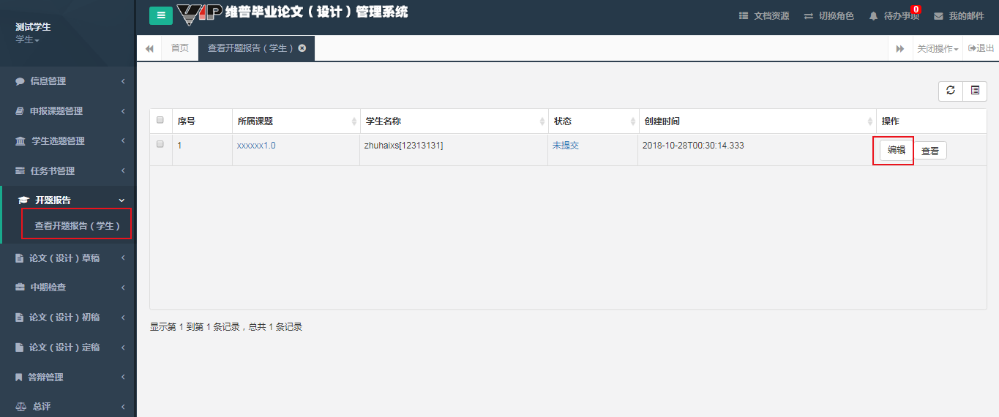 测试学生
学生
VIP 维普毕业论文（设计）管理系统
文档资源 切换角色 待办事项 0 我的邮件
首页 查看开题报告（学生） 关闭操作 退出
信息管理
申报课题管理
学生选题管理
任务书管理
开题报告
查看开题报告（学生）
论文（设计）草稿
中期检查
论文（设计）初稿
论文（设计）定稿
答辩管理
总评
序号 所属课题 学生名称 状态 创建时间 操作
1 xxxxxx1.0 zhuhaixs[12313131] 未提交 2018-10-28T00:30:14.333 编辑 查看
显示第 1 到第 1 条记录，总共 1 条记录